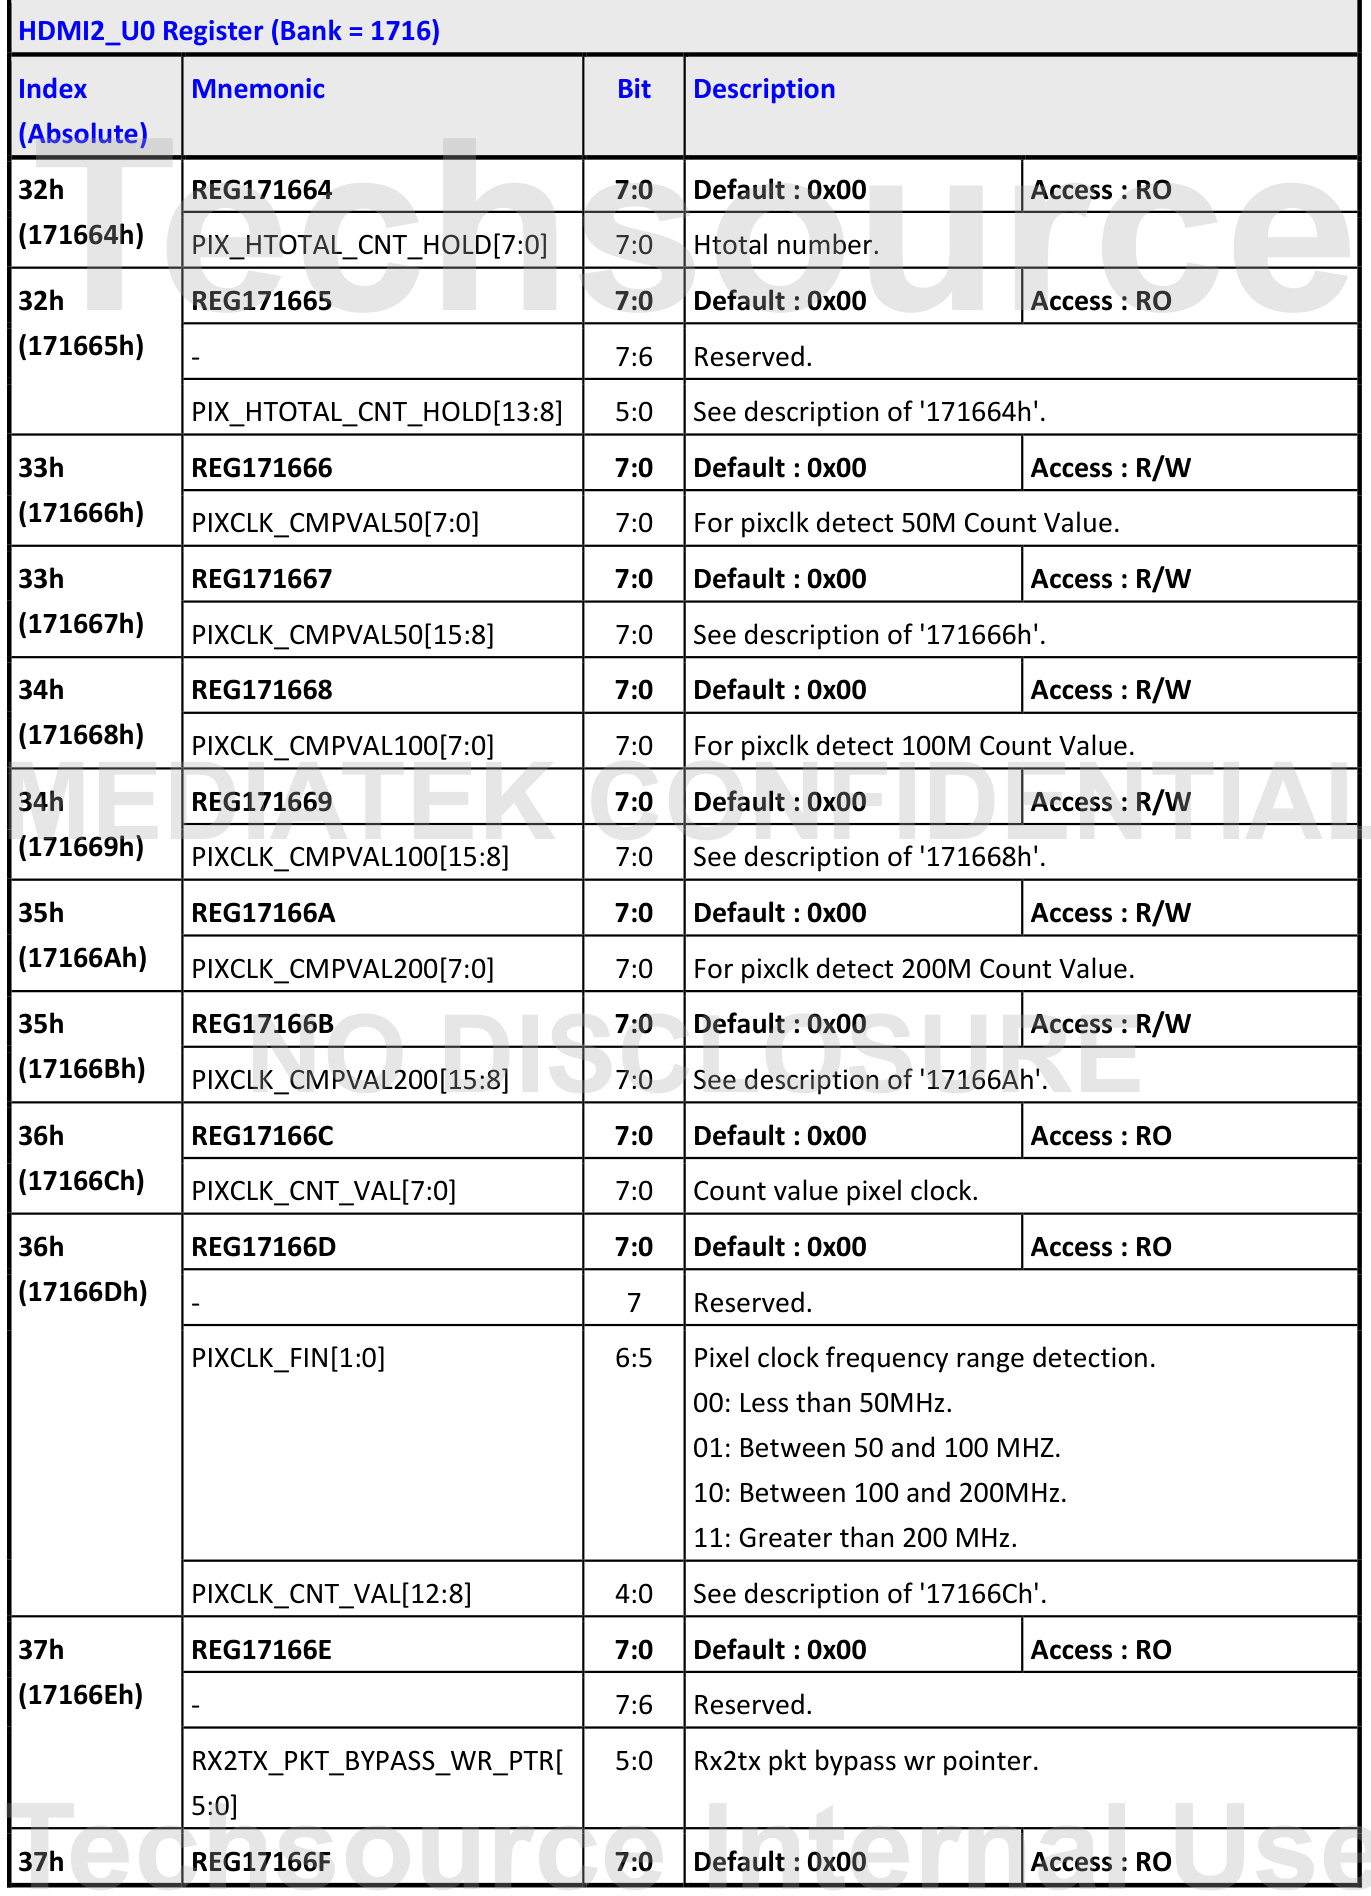 HDMI2_U0 Register (Bank = 1716)
Index (Absolute) Mnemonic Bit Description
32h (171664h) REG171664 7:0 Default : 0x00 Access : RO
PIX_HTOTAL_CNT_HOLD[7:0] 7:0 Htotal number.
32h (171665h) REG171665 7:0 Default : 0x00 Access : RO
- 7:6 Reserved.
PIX_HTOTAL_CNT_HOLD[13:8] 5:0 See description of '171664h'.
33h (171666h) REG171666 7:0 Default : 0x00 Access : R/W
PIXCLK_CMPVAL50[7:0] 7:0 For pixclk detect 50M Count Value.
33h (171667h) REG171667 7:0 Default : 0x00 Access : R/W
PIXCLK_CMPVAL50[15:8] 7:0 See description of '171666h'.
34h (171668h) REG171668 7:0 Default : 0x00 Access : R/W
PIXCLK_CMPVAL100[7:0] 7:0 For pixclk detect 100M Count Value.
34h (171669h) REG171669 7:0 Default : 0x00 Access : R/W
PIXCLK_CMPVAL100[15:8] 7:0 See description of '171668h'.
35h (17166Ah) REG17166A 7:0 Default : 0x00 Access : R/W
PIXCLK_CMPVAL200[7:0] 7:0 For pixclk detect 200M Count Value.
35h (17166Bh) REG17166B 7:0 Default : 0x00 Access : R/W
PIXCLK_CMPVAL200[15:8] 7:0 See description of '17166Ah'.
36h (17166Ch) REG17166C 7:0 Default : 0x00 Access : RO
PIXCLK_CNT_VAL[7:0] 7:0 Count value pixel clock.
36h (17166Dh) REG17166D 7:0 Default : 0x00 Access : RO
- 7 Reserved.
PIXCLK_FIN[1:0] 6:5 Pixel clock frequency range detection.
00: Less than 50MHz.
01: Between 50 and 100 MHZ.
10: Between 100 and 200MHz.
11: Greater than 200 MHz.
PIXCLK_CNT_VAL[12:8] 4:0 See description of '17166Ch'.
37h (17166Eh) REG17166E 7:0 Default : 0x00 Access : RO
- 7:6 Reserved.
RX2TX_PKT_BYPASS_WR_PTR[ 5:0 Rx2tx pkt bypass wr pointer.
5:0]
37h REG17166F 7:0 Default : 0x00 Access : RO
Techsource
MEDIATEK CONFIDENTIAL
NO DISCLOSURE
Techsource Internal Use